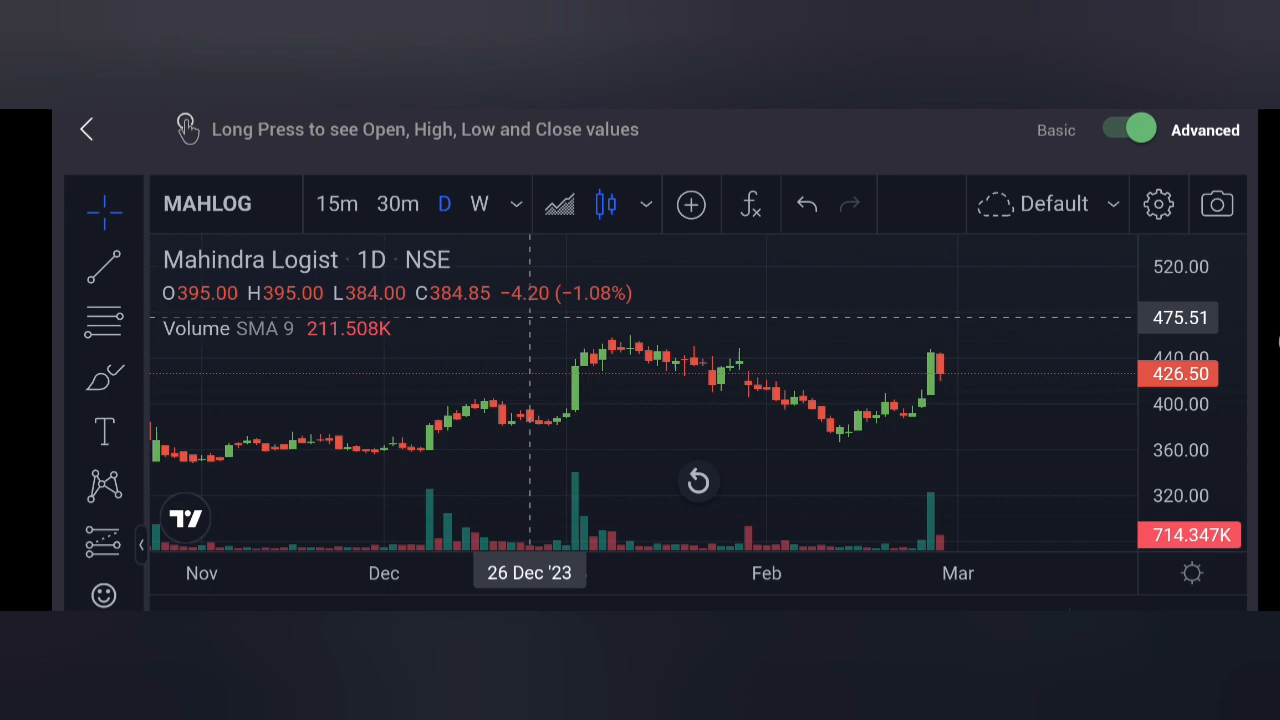 Long Press to see Open, High, Low and Close values
Basic
Advanced
MAHLOG
15m 30m D W
fx
Default
Mahindra Logist · 1D · NSE
O395.00 H395.00 L384.00 C384.85 −4.20 (−1.08%)
Volume SMA 9 211.508K
520.00
475.51
440.00
426.50
400.00
360.00
320.00
714.347K
T
Nov
Dec
26 Dec '23
Feb
Mar